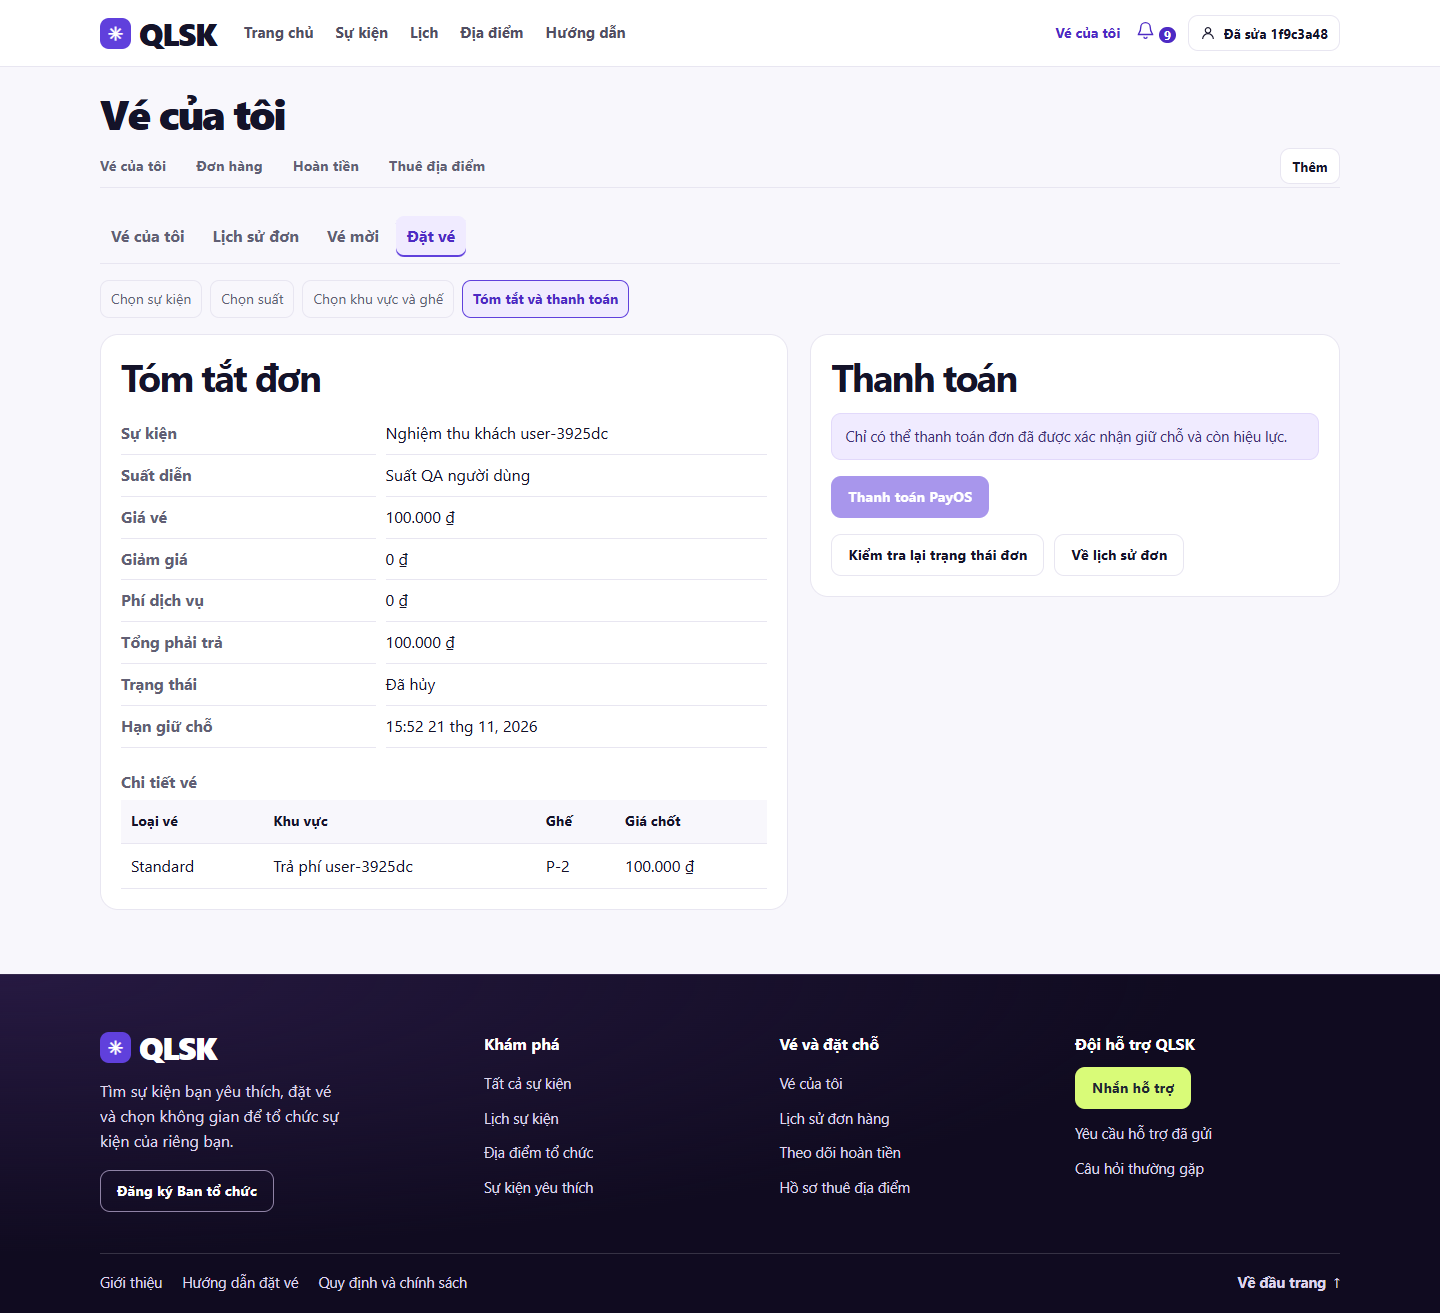 QLSK
Trang chủ
Sự kiện
Lịch
Địa điểm
Hướng dẫn
Vé của tôi
9
Đã sửa 1f9c3a48
Vé của tôi
Vé của tôi
Đơn hàng
Hoàn tiền
Thuê địa điểm
Thêm
Vé của tôi
Lịch sử đơn
Vé mời
Đặt vé
Chọn sự kiện
Chọn suất
Chọn khu vực và ghế
Tóm tắt và thanh toán
Tóm tắt đơn
Sự kiện
Nghiệm thu khách user-3925dc
Suất diễn
Suất QA người dùng
Giá vé
100.000 ₫
Giảm giá
0 ₫
Phí dịch vụ
0 ₫
Tổng phải trả
100.000 ₫
Trạng thái
Đã hủy
Hạn giữ chỗ
15:52 21 thg 11, 2026
Chi tiết vé
Loại vé
Khu vực
Ghế
Giá chốt
Standard
Trả phí user-3925dc
P-2
100.000 ₫
Thanh toán
Chỉ có thể thanh toán đơn đã được xác nhận giữ chỗ và còn hiệu lực.
Thanh toán PayOS
Kiểm tra lại trạng thái đơn
Về lịch sử đơn
QLSK
Tìm sự kiện bạn yêu thích, đặt vé
và chọn không gian để tổ chức sự
kiện của riêng bạn.
Đăng ký Ban tổ chức
Khám phá
Tất cả sự kiện
Lịch sự kiện
Địa điểm tổ chức
Sự kiện yêu thích
Vé và đặt chỗ
Vé của tôi
Lịch sử đơn hàng
Theo dõi hoàn tiền
Hồ sơ thuê địa điểm
Đội hỗ trợ QLSK
Nhắn hỗ trợ
Yêu cầu hỗ trợ đã gửi
Câu hỏi thường gặp
Giới thiệu
Hướng dẫn đặt vé
Quy định và chính sách
Về đầu trang ↑